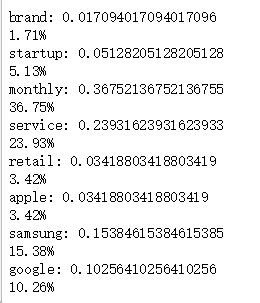 brand: 0.017094017094017096
1.71%
startup: 0.05128205128205128
5.13%
monthly: 0.36752136752136755
36.75%
service: 0.23931623931623933
23.93%
retail: 0.03418803418803419
3.42%
apple: 0.03418803418803419
3.42%
samsung: 0.15384615384615385
15.38%
google: 0.10256410256410256
10.26%